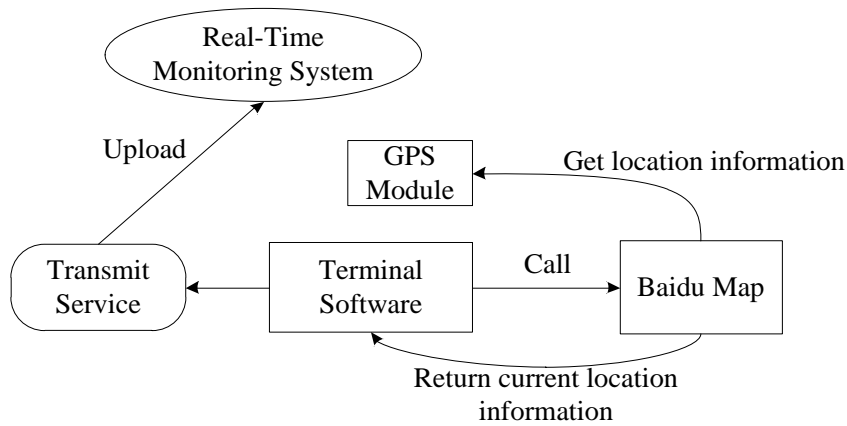 Real-Time
Monitoring System
Upload
GPS
Module
Get location information
Transmit
Service
Terminal
Software
Call
Baidu Map
Return current location
information